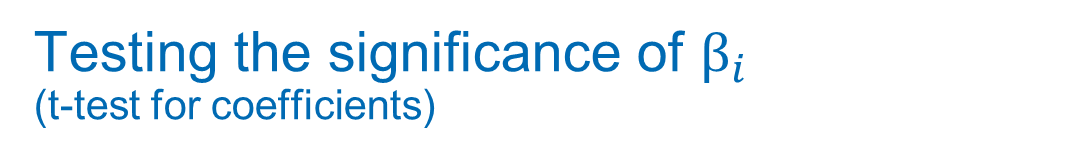 Testing the significance of βᵢ
(t-test for coefficients)